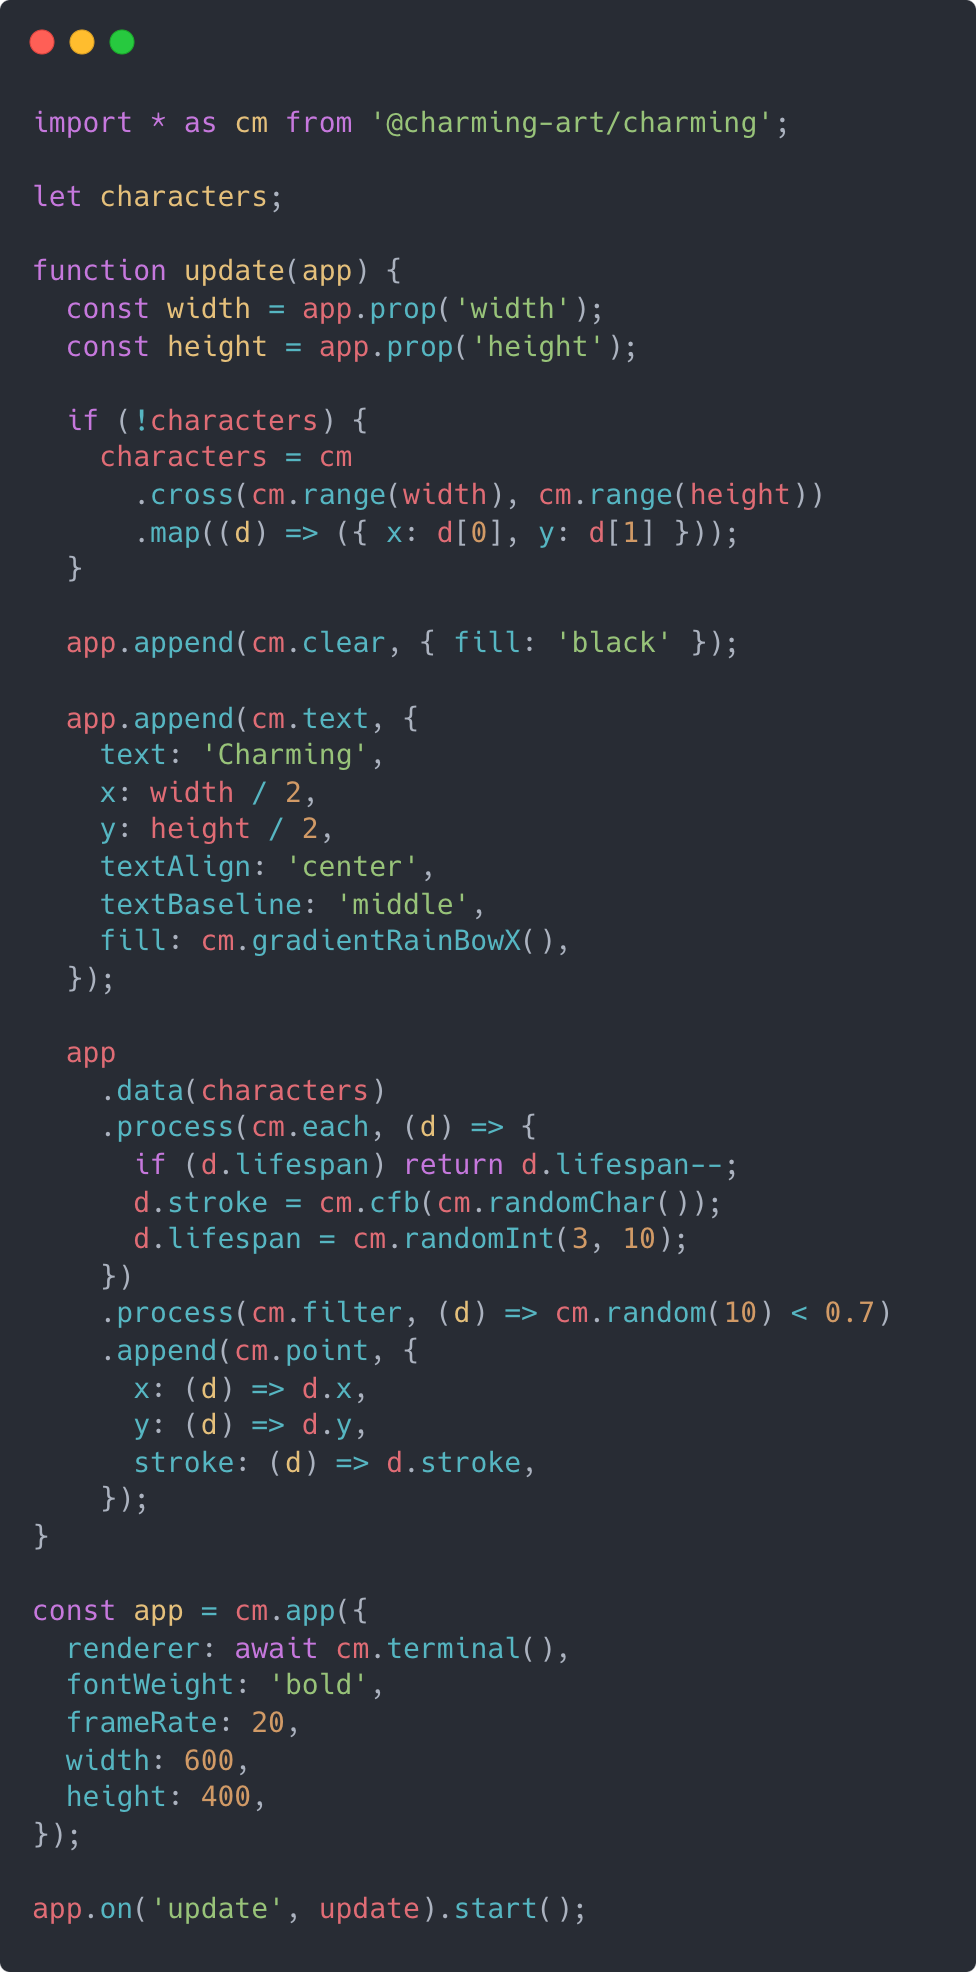 import * as cm from '@charming-art/charming';

let characters;

function update(app) {
  const width = app.prop('width');
  const height = app.prop('height');

  if (!characters) {
    characters = cm
      .cross(cm.range(width), cm.range(height))
      .map((d) => ({ x: d[0], y: d[1] }));
  }

  app.append(cm.clear, { fill: 'black' });

  app.append(cm.text, {
    text: 'Charming',
    x: width / 2,
    y: height / 2,
    textAlign: 'center',
    textBaseline: 'middle',
    fill: cm.gradientRainBowX(),
  });

  app
    .data(characters)
    .process(cm.each, (d) => {
      if (d.lifespan) return d.lifespan--;
      d.stroke = cm.cfb(cm.randomChar());
      d.lifespan = cm.randomInt(3, 10);
    })
    .process(cm.filter, (d) => cm.random(10) < 0.7)
    .append(cm.point, {
      x: (d) => d.x,
      y: (d) => d.y,
      stroke: (d) => d.stroke,
    });
}

const app = cm.app({
  renderer: await cm.terminal(),
  fontWeight: 'bold',
  frameRate: 20,
  width: 600,
  height: 400,
});

app.on('update', update).start();